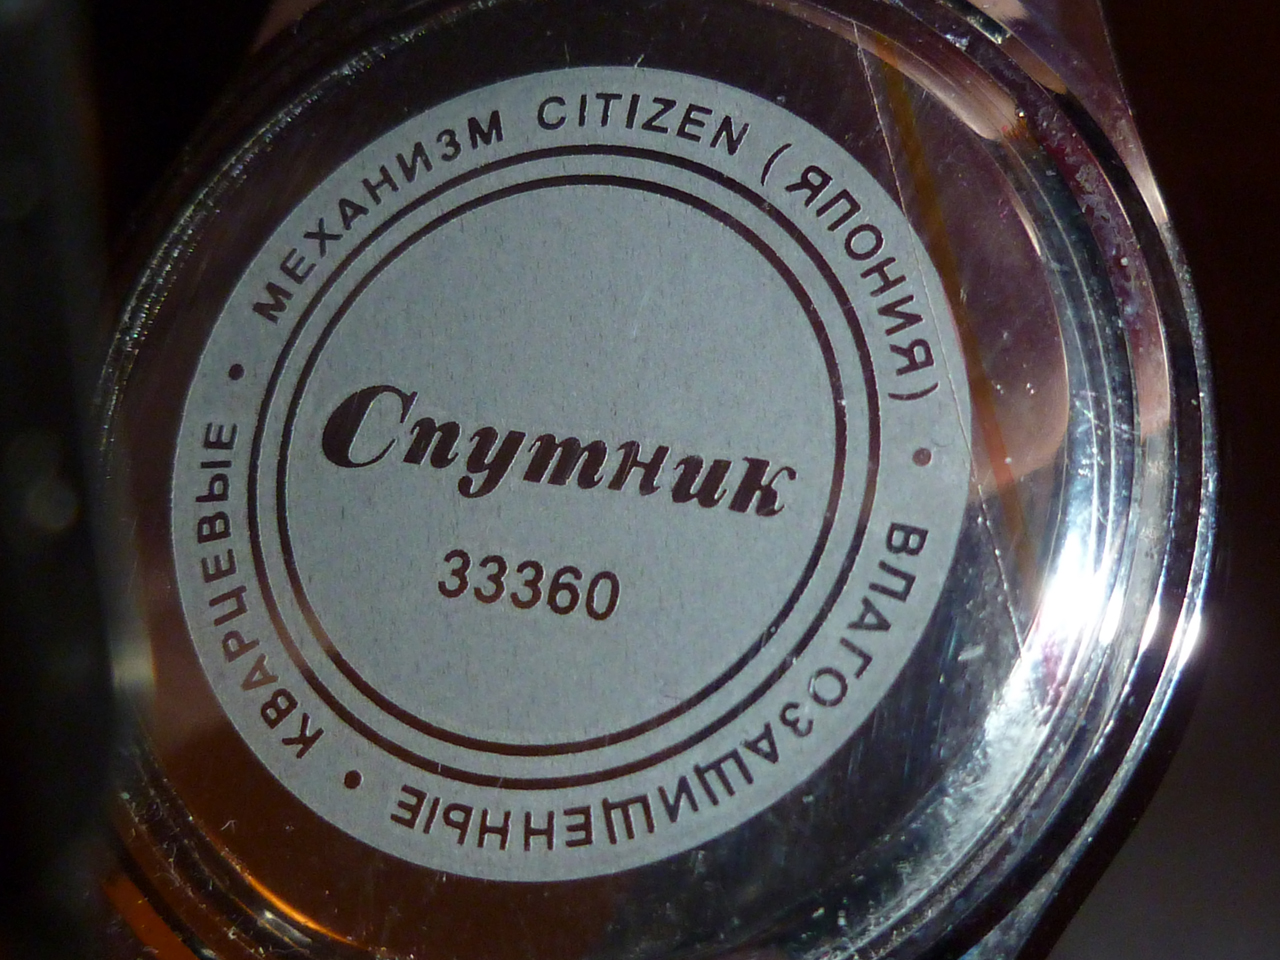 МЕХАНИЗМ CITIZEN (ЯПОНИЯ) • ВЛАГОЗАЩИЩЕННЫЕ • КВАРЦЕВЫЕ •
Спутник
33360